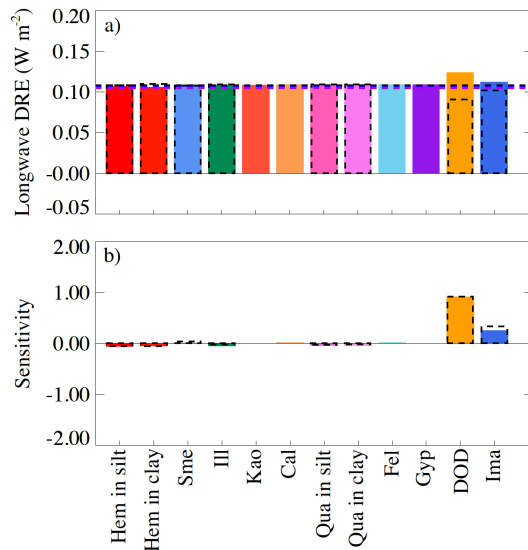 Longwave DRE (W m-2)
a)
0.20
0.10
0.05
-0.00
-0.05
Sensitivity
b)
2.00
1.00
0.00
-1.00
-2.00
Hem in silt
Hem in clay
Sme
Ill
Kao
Cal
Qua in silt
Qua in clay
Fel
Gyp
DOD
Ima